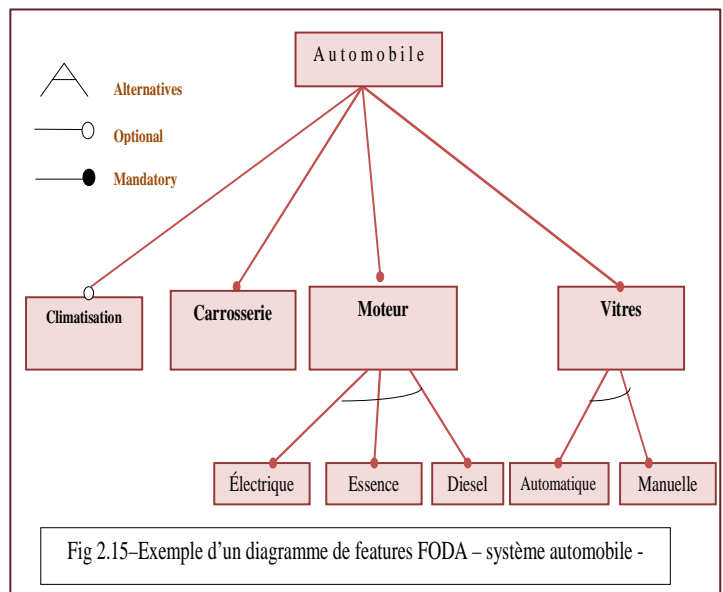 Automobile
Alternatives
Optional
Mandatory
Climatisation
Carrosserie
Moteur
Vitres
Électrique
Essence
Diesel
Automatique
Manuelle
Fig 2.15–Exemple d'un diagramme de features FODA – système automobile -